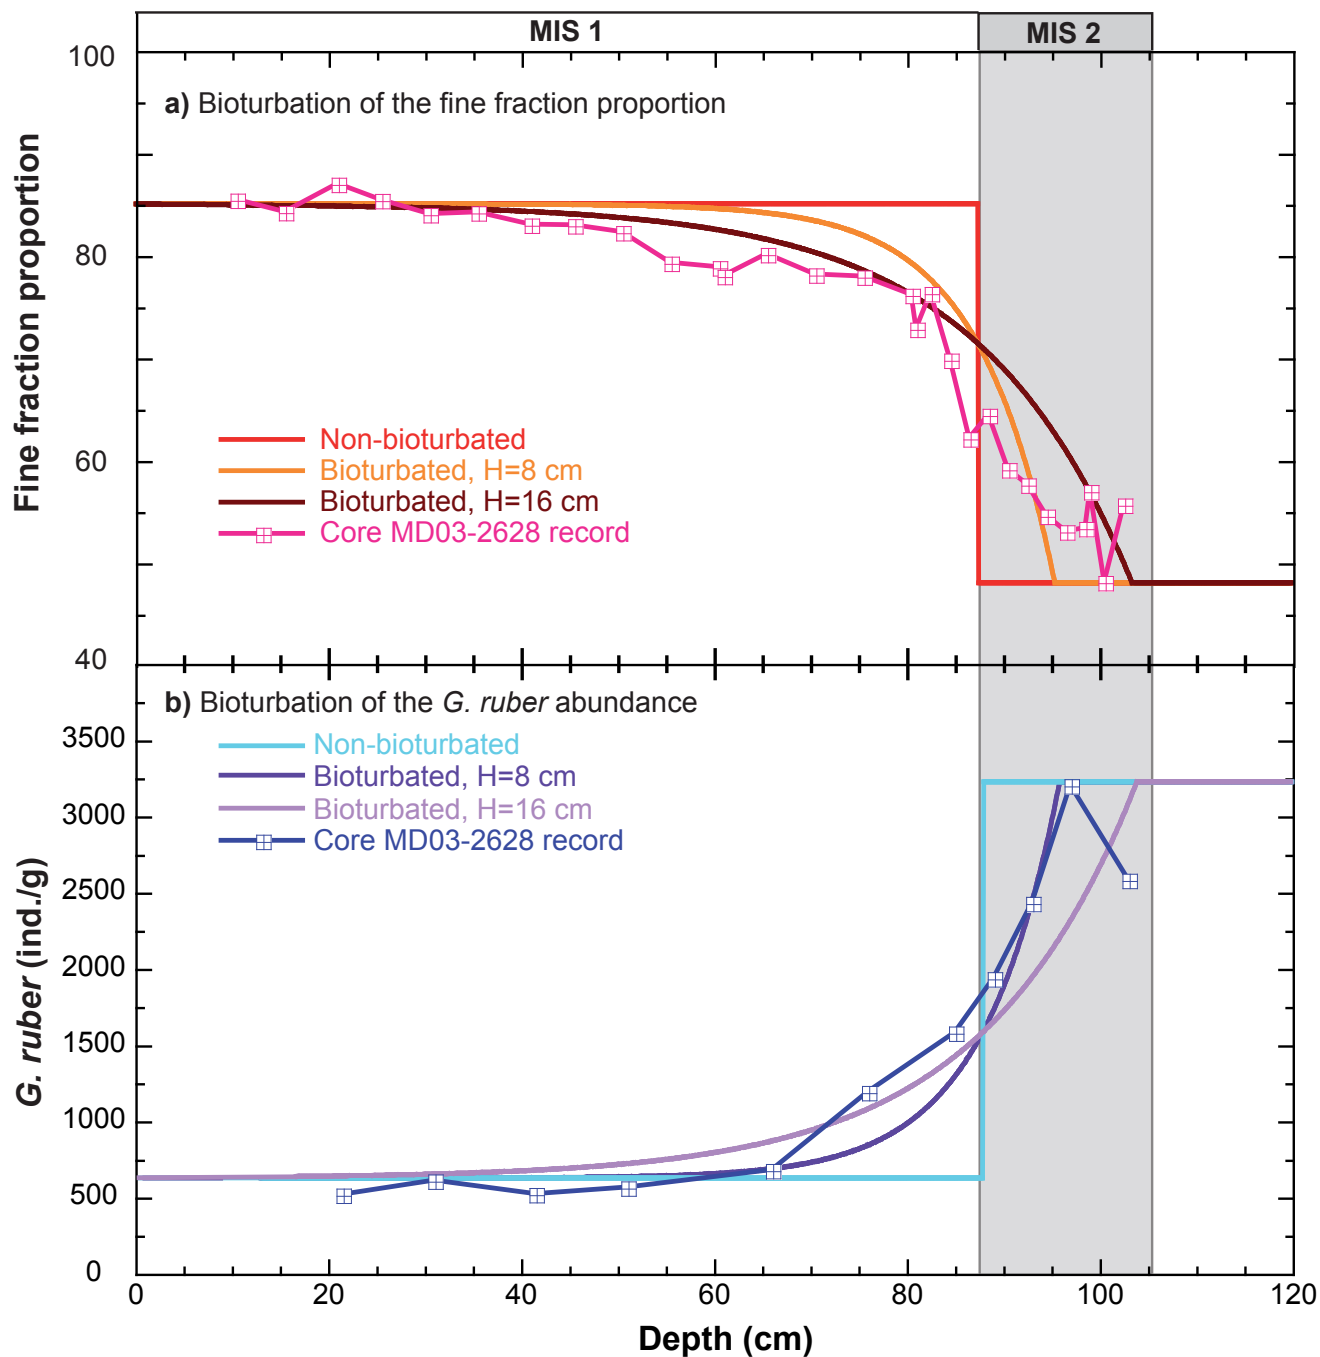 MIS 1
MIS 2
100
a) Bioturbation of the fine fraction proportion
80
60
40
Fine fraction proportion
Non-bioturbated
Bioturbated, H=8 cm
Bioturbated, H=16 cm
Core MD03-2628 record
b) Bioturbation of the G. ruber abundance
Non-bioturbated
Bioturbated, H=8 cm
Bioturbated, H=16 cm
Core MD03-2628 record
3500
3000
2500
2000
1500
1000
500
0
G. ruber (ind./g)
0 20 40 60 80 100 120
Depth (cm)